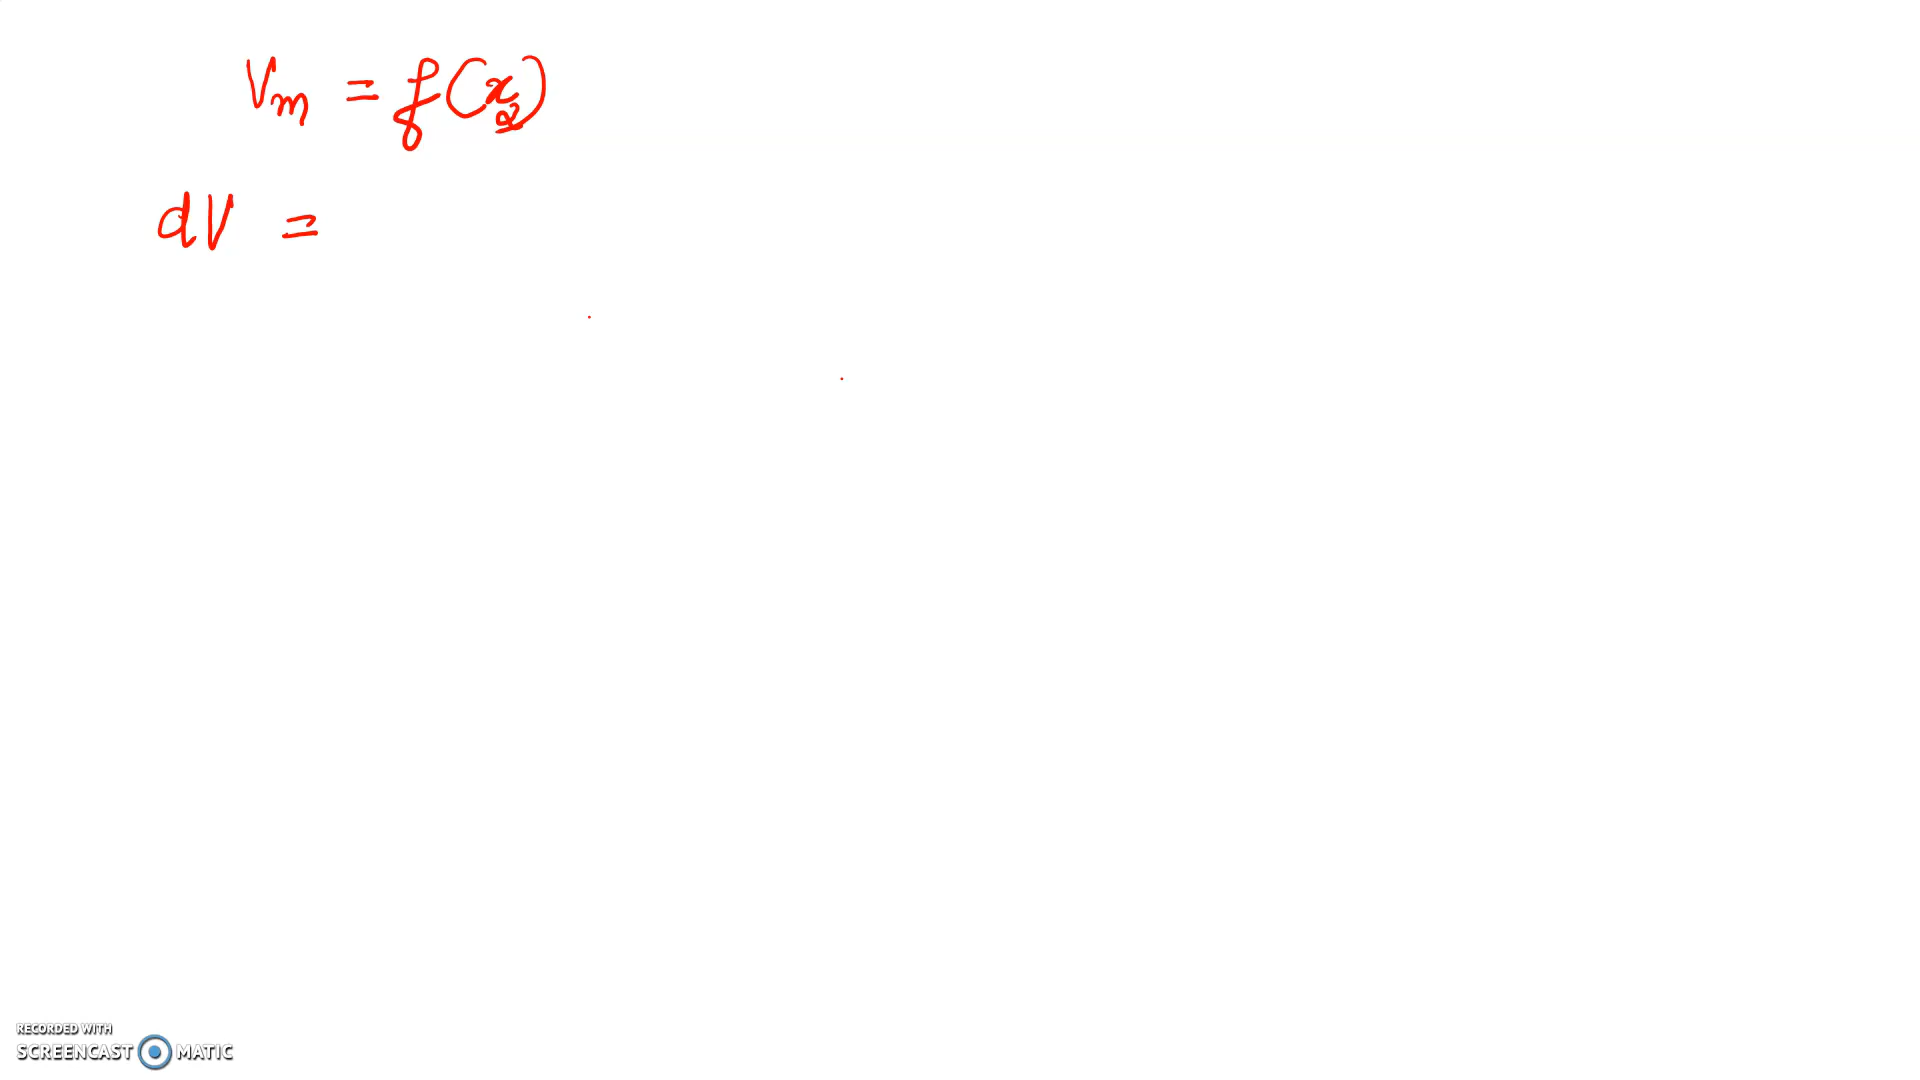 Vm = f(x2)
dV =
RECORDED WITH
SCREENCAST MATIC